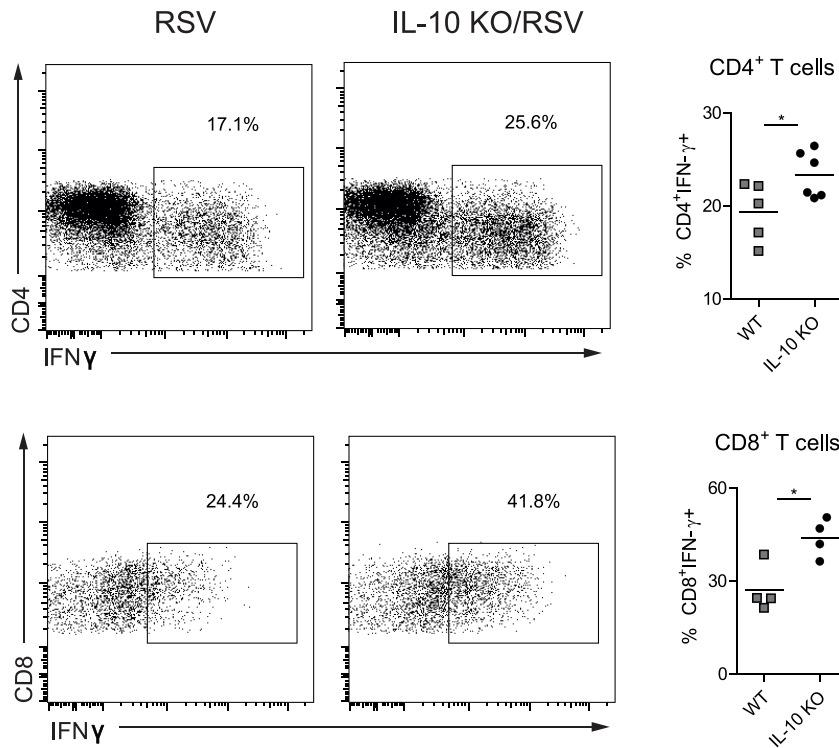 RSV
IL-10 KO/RSV
17.1%
25.6%
CD4
IFNγ
CD4+ T cells
30
20
10
% CD4+IFN-γ+
*
WT
IL-10 KO
24.4%
41.8%
CD8
IFNγ
CD8+ T cells
60
30
0
% CD8+IFN-γ+
*
WT
IL-10 KO